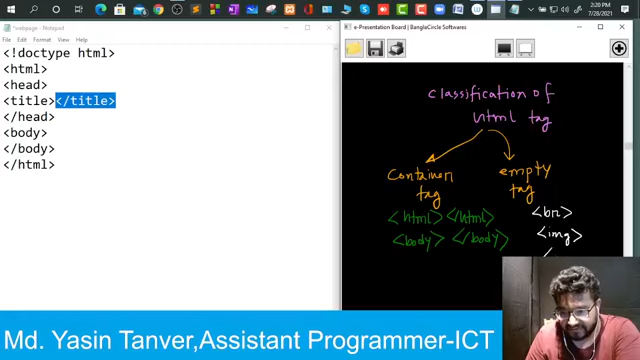 *webpage - Notepad
File Edit Format View Help
<!doctype html>
<html>
<head>
<title></title>
</head>
<body>
</body>
</html>
2:20 PM
7/28/2021
e-Presentation Board :: BanglaCircle Softwares
Classification of
html tag
Container
tag
empty
tag
<html> </html>
<body> </body>
<br>
<img>
Md. Yasin Tanver,Assistant Programmer-ICT